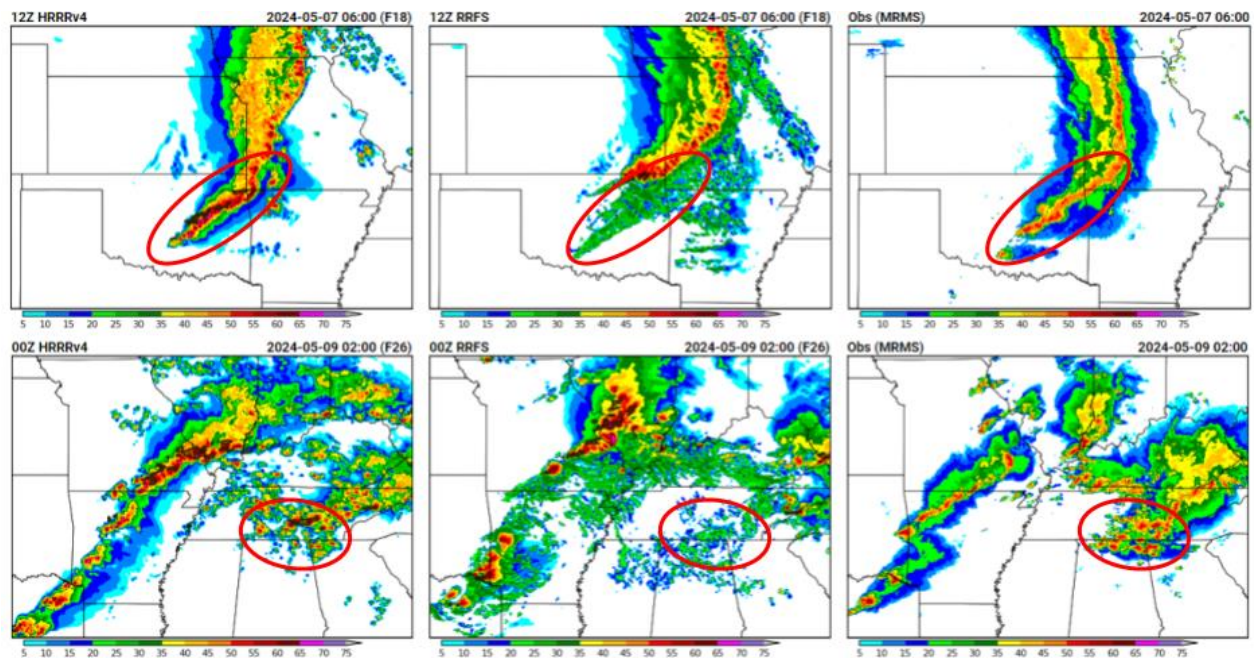 12Z HRRRv4 2024-05-07 06:00 (F18)
12Z RRFS 2024-05-07 06:00 (F18)
Obs (MRMS) 2024-05-07 06:00
5 10 15 20 25 30 35 40 45 50 55 60 65 70 75
5 10 15 20 25 30 35 40 45 50 55 60 65 70 75
5 10 15 20 25 30 35 40 45 50 55 60 65 70 75
00Z HRRRv4 2024-05-09 02:00 (F26)
00Z RRFS 2024-05-09 02:00 (F26)
Obs (MRMS) 2024-05-09 02:00
5 10 15 20 25 30 35 40 45 50 55 60 65 70 75
5 10 15 20 25 30 35 40 45 50 55 60 65 70 75
5 10 15 20 25 30 35 40 45 50 55 60 65 70 75